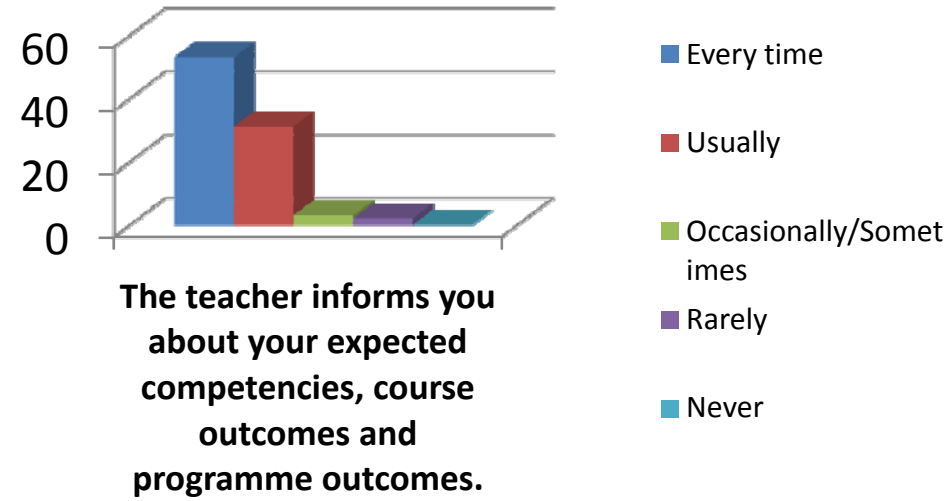 60
40
20
0
The teacher informs you
about your expected
competencies, course
outcomes and
programme outcomes.
Every time
Usually
Occasionally/Somet
imes
Rarely
Never